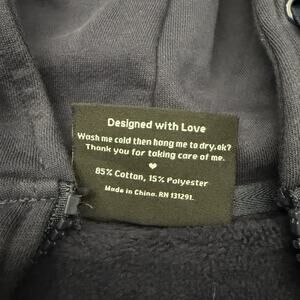 Designed with Love
Wash me cold then hang me to dry.ok?
Thank you for taking care of me.
❤
85% Cotton, 15% Polyester
Made in China. RN 131291.